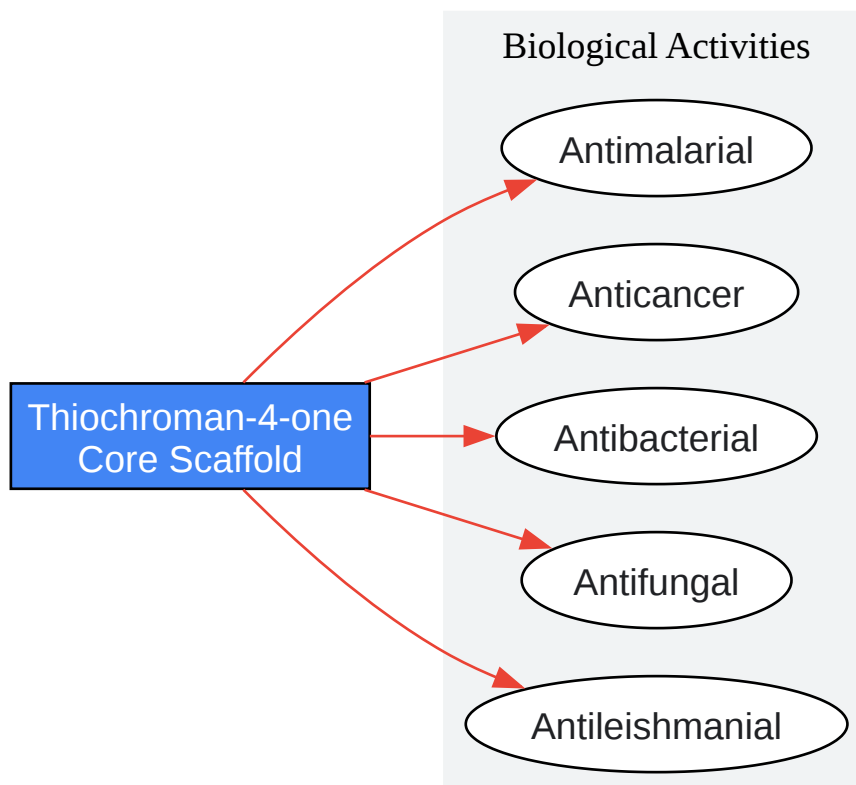 Biological Activities
Antimalarial
Anticancer
Thiochroman-4-one
Core Scaffold
Antibacterial
Antifungal
Antileishmanial